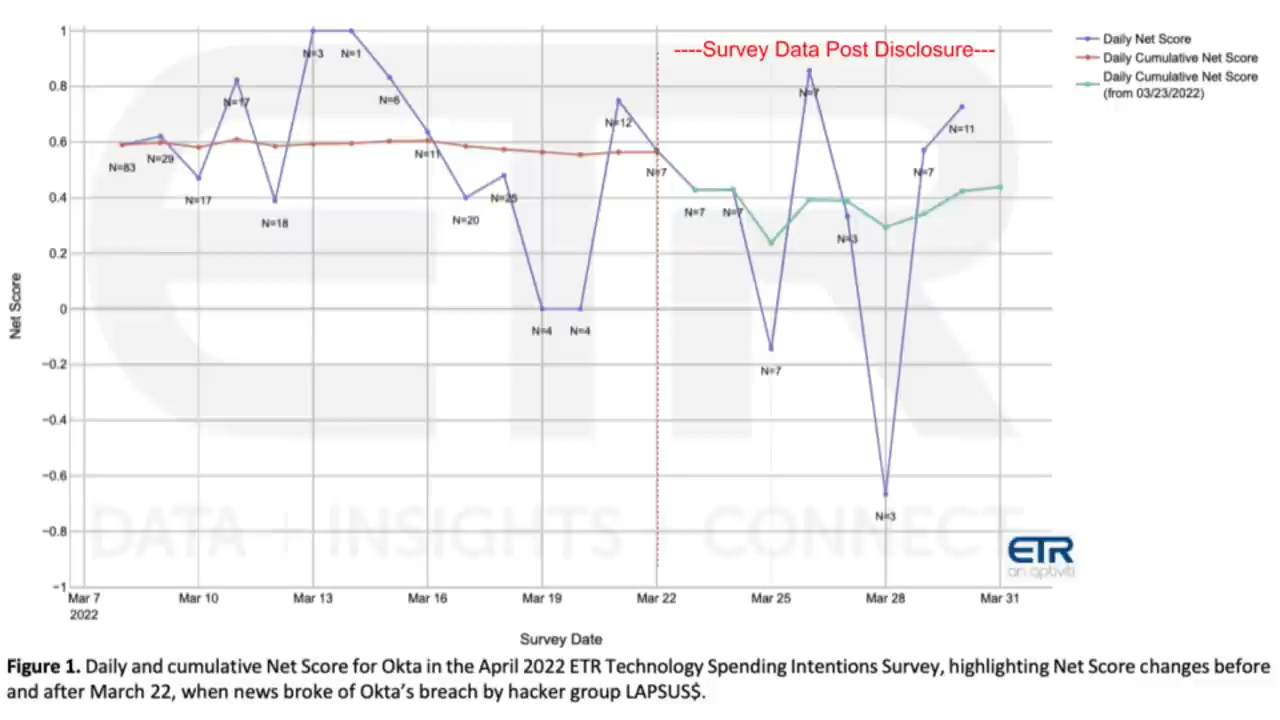 ----Survey Data Post Disclosure---
Daily Net Score
Daily Cumulative Net Score
Daily Cumulative Net Score
(from 03/23/2022)
Net Score
1
0.8
0.6
0.4
0.2
0
−0.2
−0.4
−0.6
−0.8
−1
N=83
N=29
N=17
N=17
N=18
N=3
N=1
N=6
N=11
N=20
N=25
N=4
N=4
N=12
N=7
N=7
N=7
N=7
N=7
N=3
N=3
N=7
N=11
ETR
DATA + INSIGHTS CONNECT
ETR
an aptiviti
Mar 7
2022
Mar 10
Mar 13
Mar 16
Mar 19
Mar 22
Mar 25
Mar 28
Mar 31
Survey Date
Figure 1. Daily and cumulative Net Score for Okta in the April 2022 ETR Technology Spending Intentions Survey, highlighting Net Score changes before
and after March 22, when news broke of Okta’s breach by hacker group LAPSUS$.